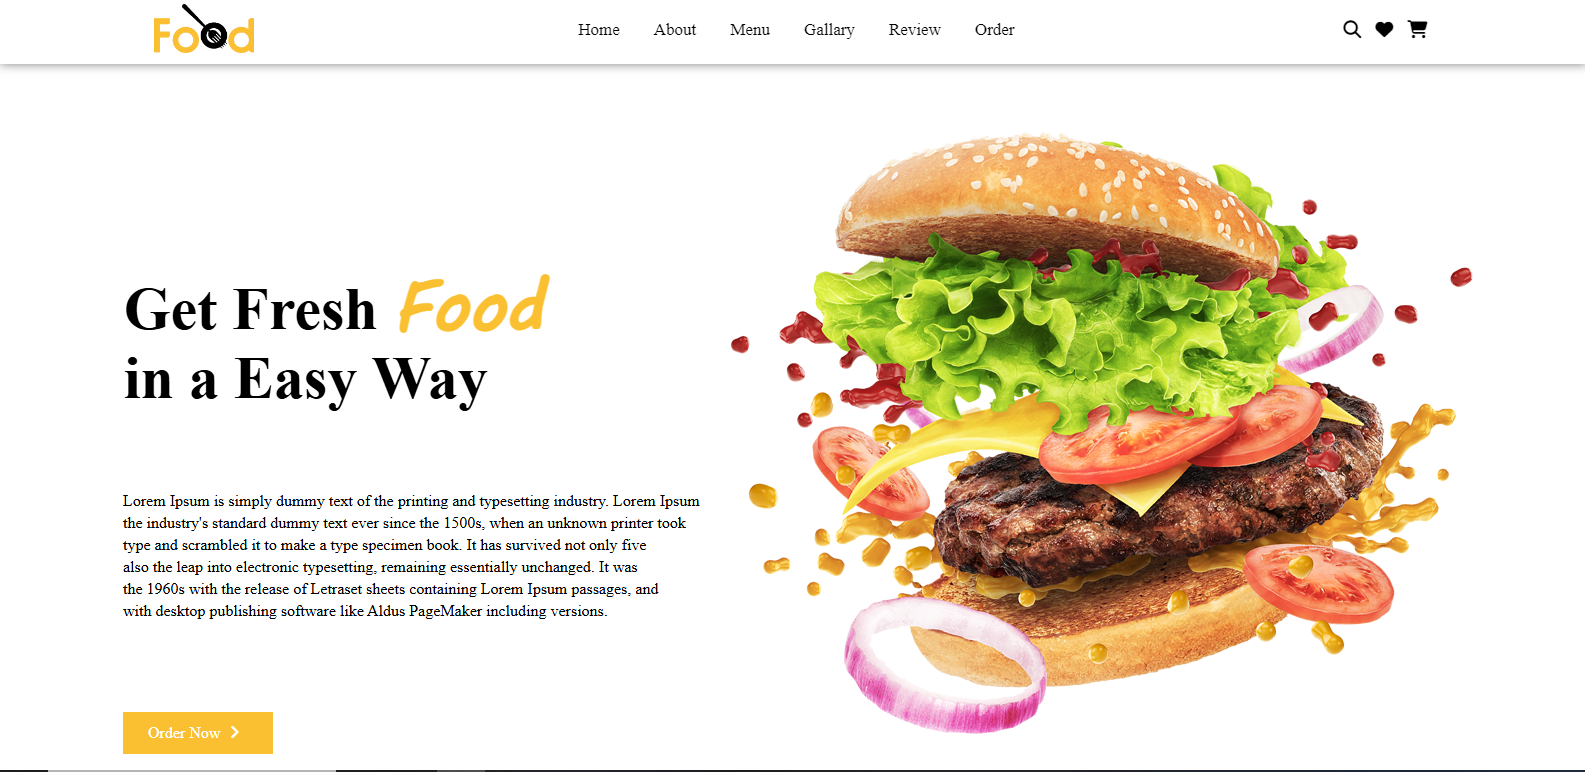 Food
Home About Menu Gallary Review Order
Get Fresh Food
in a Easy Way
Lorem Ipsum is simply dummy text of the printing and typesetting industry. Lorem Ipsum
the industry's standard dummy text ever since the 1500s, when an unknown printer took
type and scrambled it to make a type specimen book. It has survived not only five
also the leap into electronic typesetting, remaining essentially unchanged. It was
the 1960s with the release of Letraset sheets containing Lorem Ipsum passages, and
with desktop publishing software like Aldus PageMaker including versions.
Order Now